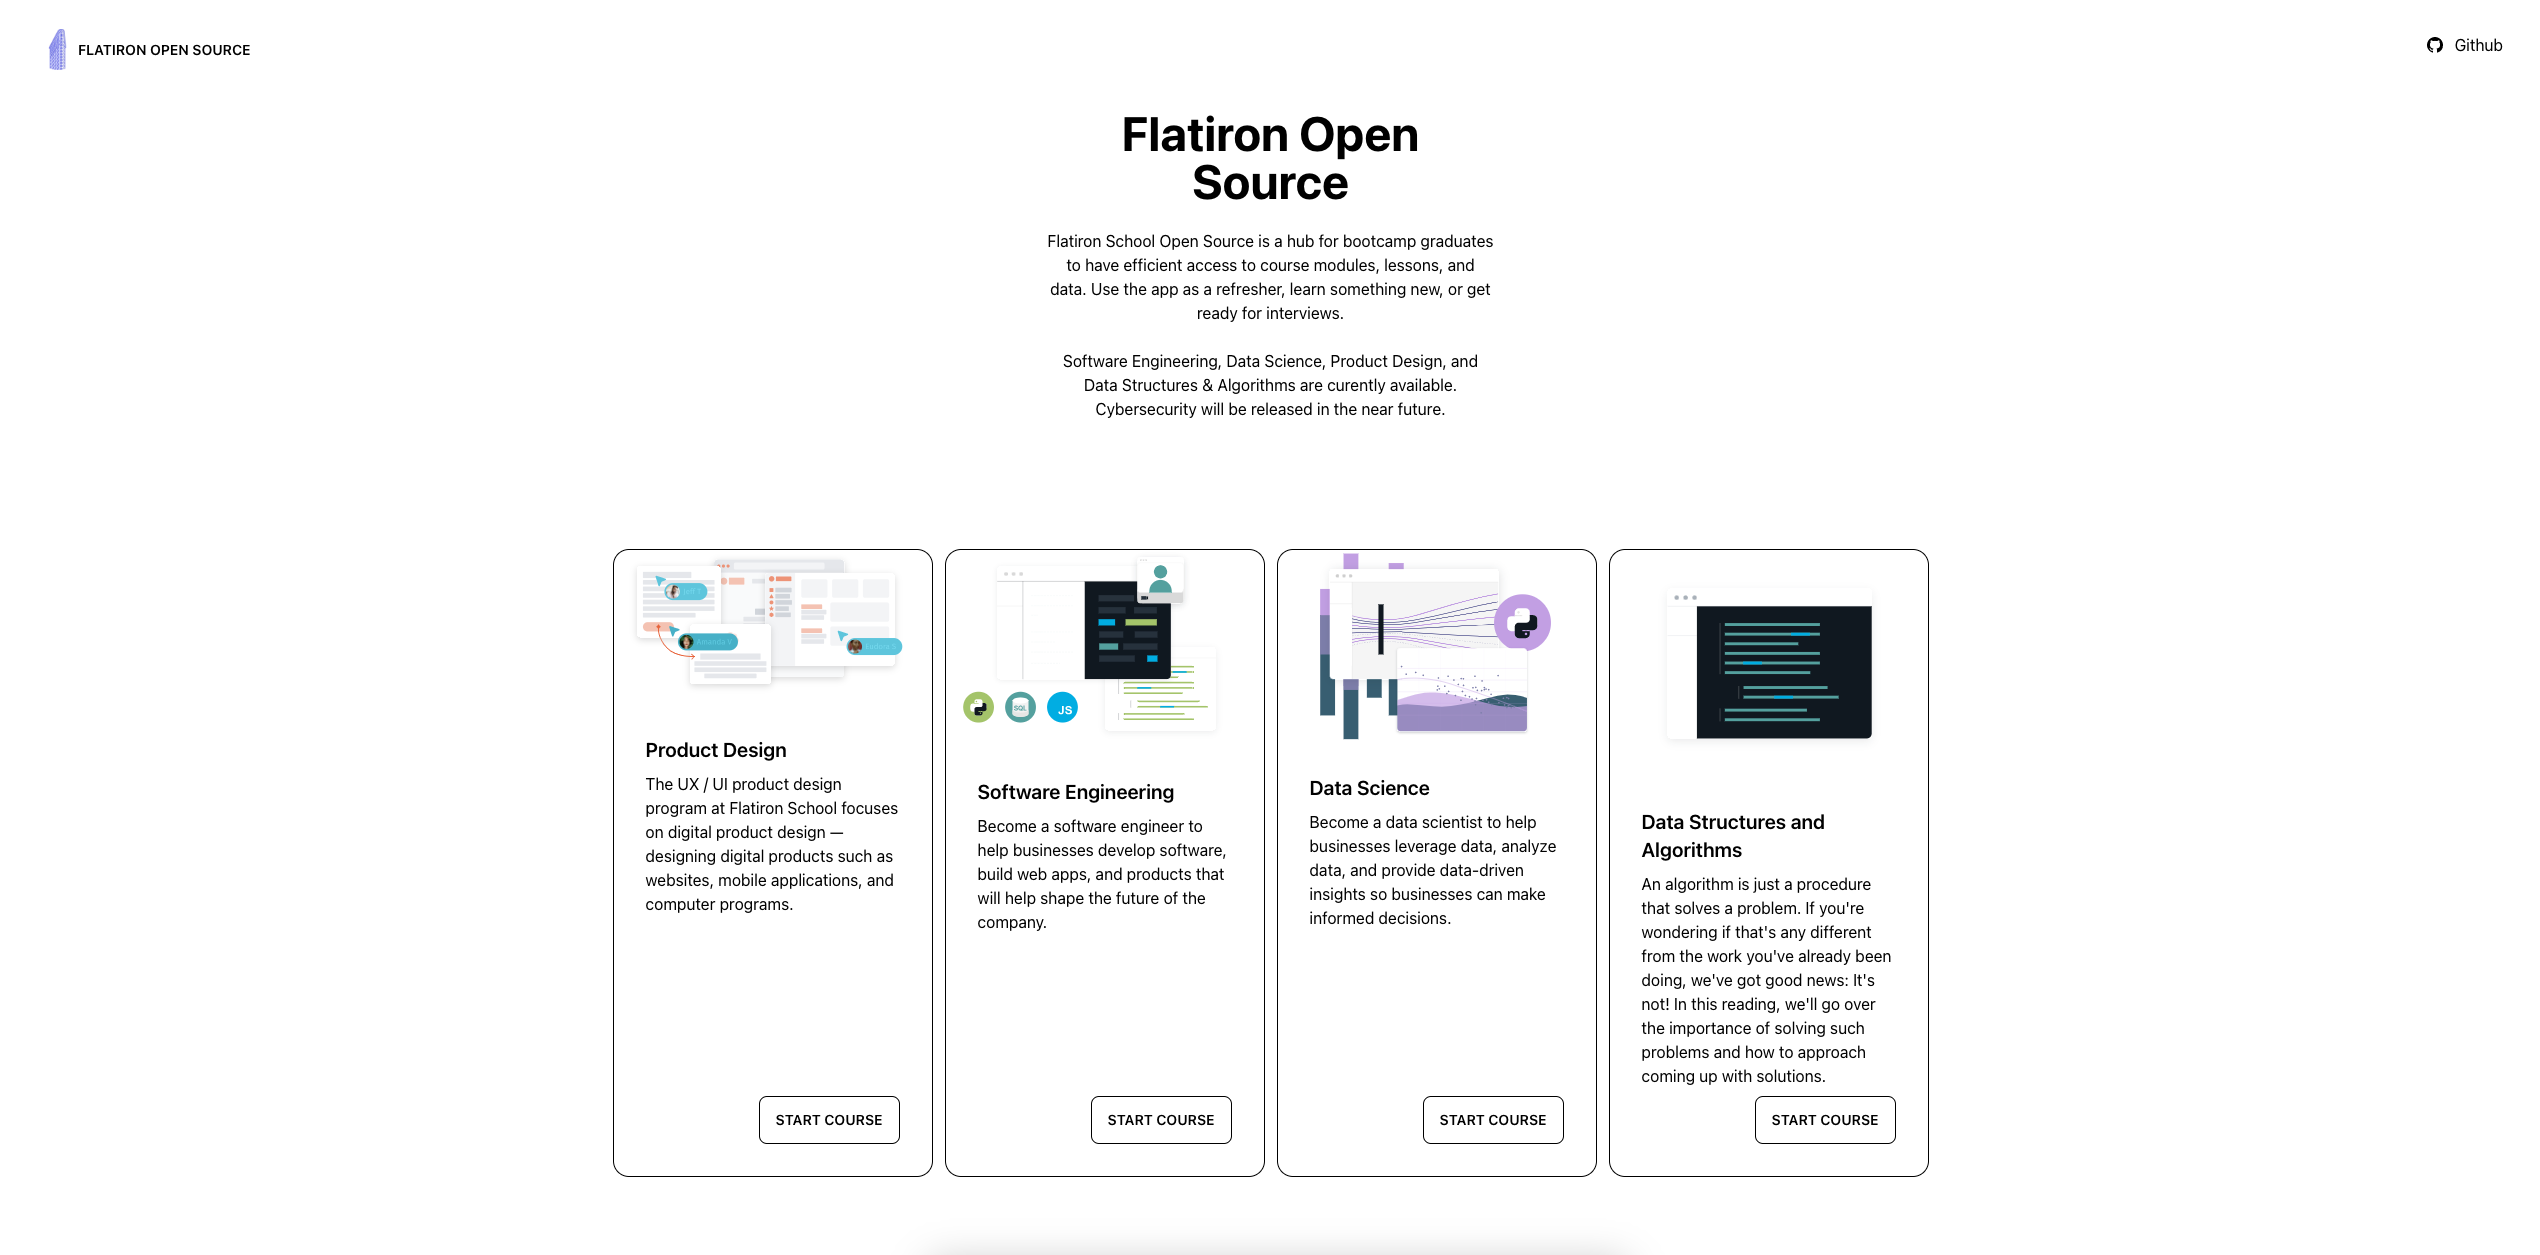 FLATIRON OPEN SOURCE
Github
Flatiron Open
Source
Flatiron School Open Source is a hub for bootcamp graduates
to have efficient access to course modules, lessons, and
data. Use the app as a refresher, learn something new, or get
ready for interviews.
Software Engineering, Data Science, Product Design, and
Data Structures & Algorithms are curently available.
Cybersecurity will be released in the near future.
Amanda V
Product Design
The UX / UI product design
program at Flatiron School focuses
on digital product design —
designing digital products such as
websites, mobile applications, and
computer programs.
START COURSE
SQL
JS
Software Engineering
Become a software engineer to
help businesses develop software,
build web apps, and products that
will help shape the future of the
company.
START COURSE
Data Science
Become a data scientist to help
businesses leverage data, analyze
data, and provide data-driven
insights so businesses can make
informed decisions.
START COURSE
Data Structures and
Algorithms
An algorithm is just a procedure
that solves a problem. If you're
wondering if that's any different
from the work you've already been
doing, we've got good news: It's
not! In this reading, we'll go over
the importance of solving such
problems and how to approach
coming up with solutions.
START COURSE